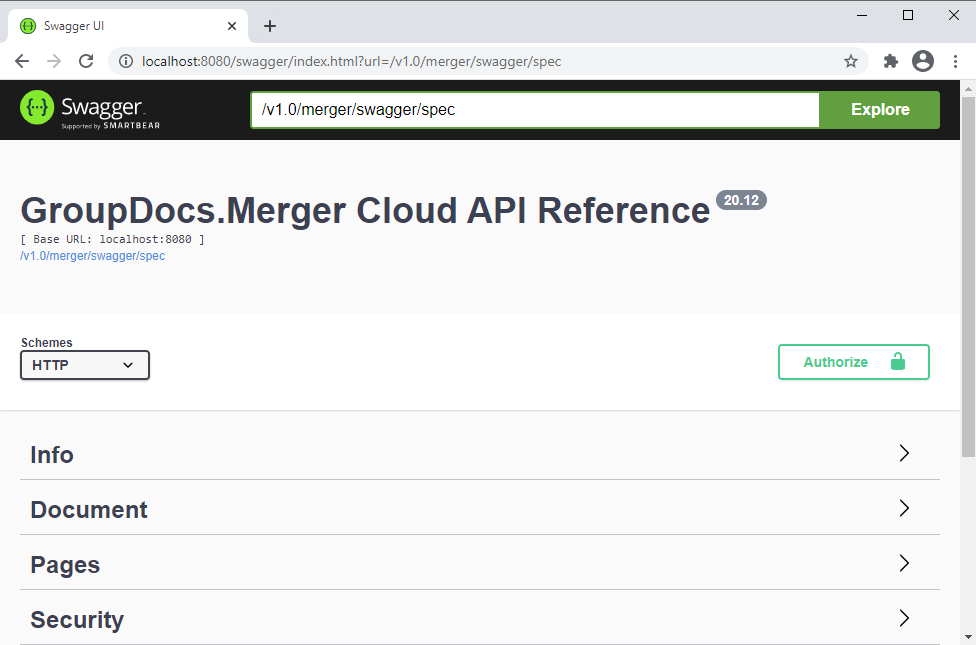 Swagger UI
localhost:8080/swagger/index.html?url=/v1.0/merger/swagger/spec
Swagger
Supported by SMARTBEAR
/v1.0/merger/swagger/spec
Explore
GroupDocs.Merger Cloud API Reference 20.12
[ Base URL: localhost:8080 ]
/v1.0/merger/swagger/spec
Schemes
HTTP
Authorize
Info
Document
Pages
Security